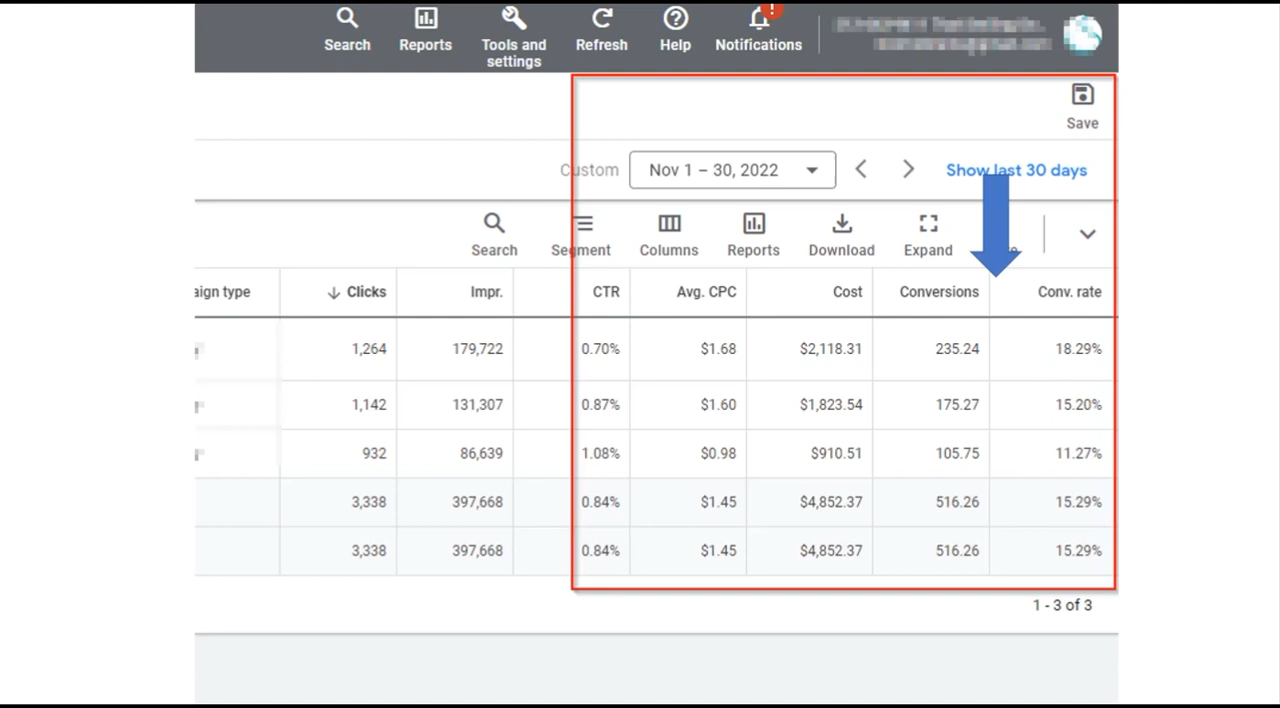 Search Reports Tools and settings Refresh Help Notifications
Save
Custom Nov 1 – 30, 2022 Show last 30 days
Search Segment Columns Reports Download Expand
aign type Clicks Impr. CTR Avg. CPC Cost Conversions Conv. rate
1,264 179,722 0.70% $1.68 $2,118.31 235.24 18.29%
1,142 131,307 0.87% $1.60 $1,823.54 175.27 15.20%
932 86,639 1.08% $0.98 $910.51 105.75 11.27%
3,338 397,668 0.84% $1.45 $4,852.37 516.26 15.29%
3,338 397,668 0.84% $1.45 $4,852.37 516.26 15.29%
1 - 3 of 3